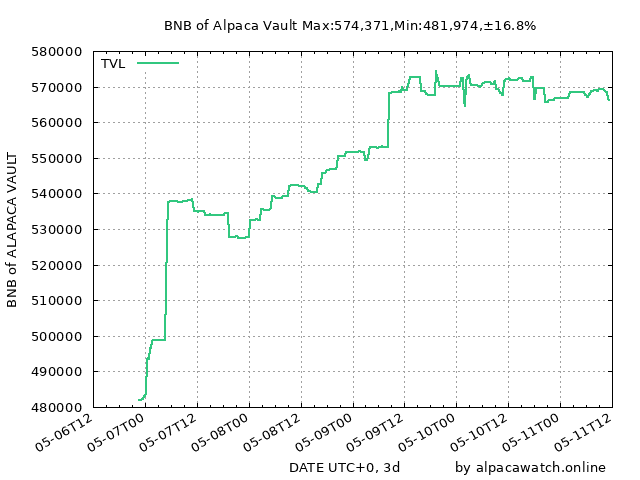 BNB of Alpaca Vault Max:574,371,Min:481,974,±16.8%
TVL
BNB of ALAPACA VAULT
580000
570000
560000
550000
540000
530000
520000
510000
500000
490000
480000
05-06T12
05-07T00
05-07T12
05-08T00
05-08T12
05-09T00
05-09T12
05-10T00
05-10T12
05-11T00
05-11T12
DATE UTC+0, 3d
by alpacawatch.online